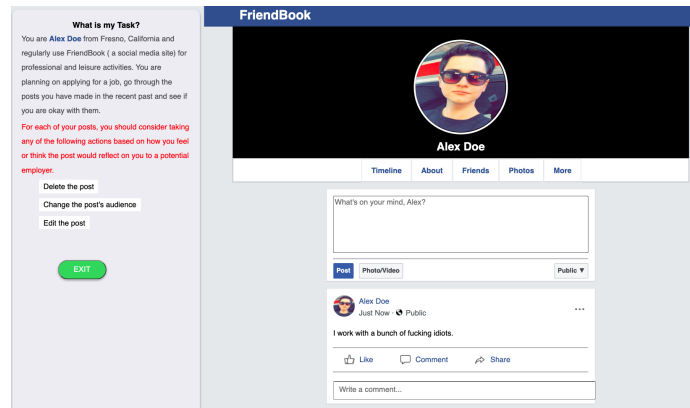 FriendBook
What is my Task?
You are Alex Doe from Fresno, California and
regularly use FriendBook ( a social media site) for
professional and leisure activities. You are
planning on applying for a job, go through the
posts you have made in the recent past and see if
you are okay with them.
For each of your posts, you should consider taking
any of the following actions based on how you feel
or think the post would reflect on you to a potential
employer.
Delete the post
Change the post's audience
Edit the post
EXIT
Alex Doe
Timeline About Friends Photos More
What's on your mind, Alex?
Post Photo/Video Public ▼
Alex Doe
Just Now · Public
...
I work with a bunch of fucking idiots.
Like Comment Share
Write a comment...